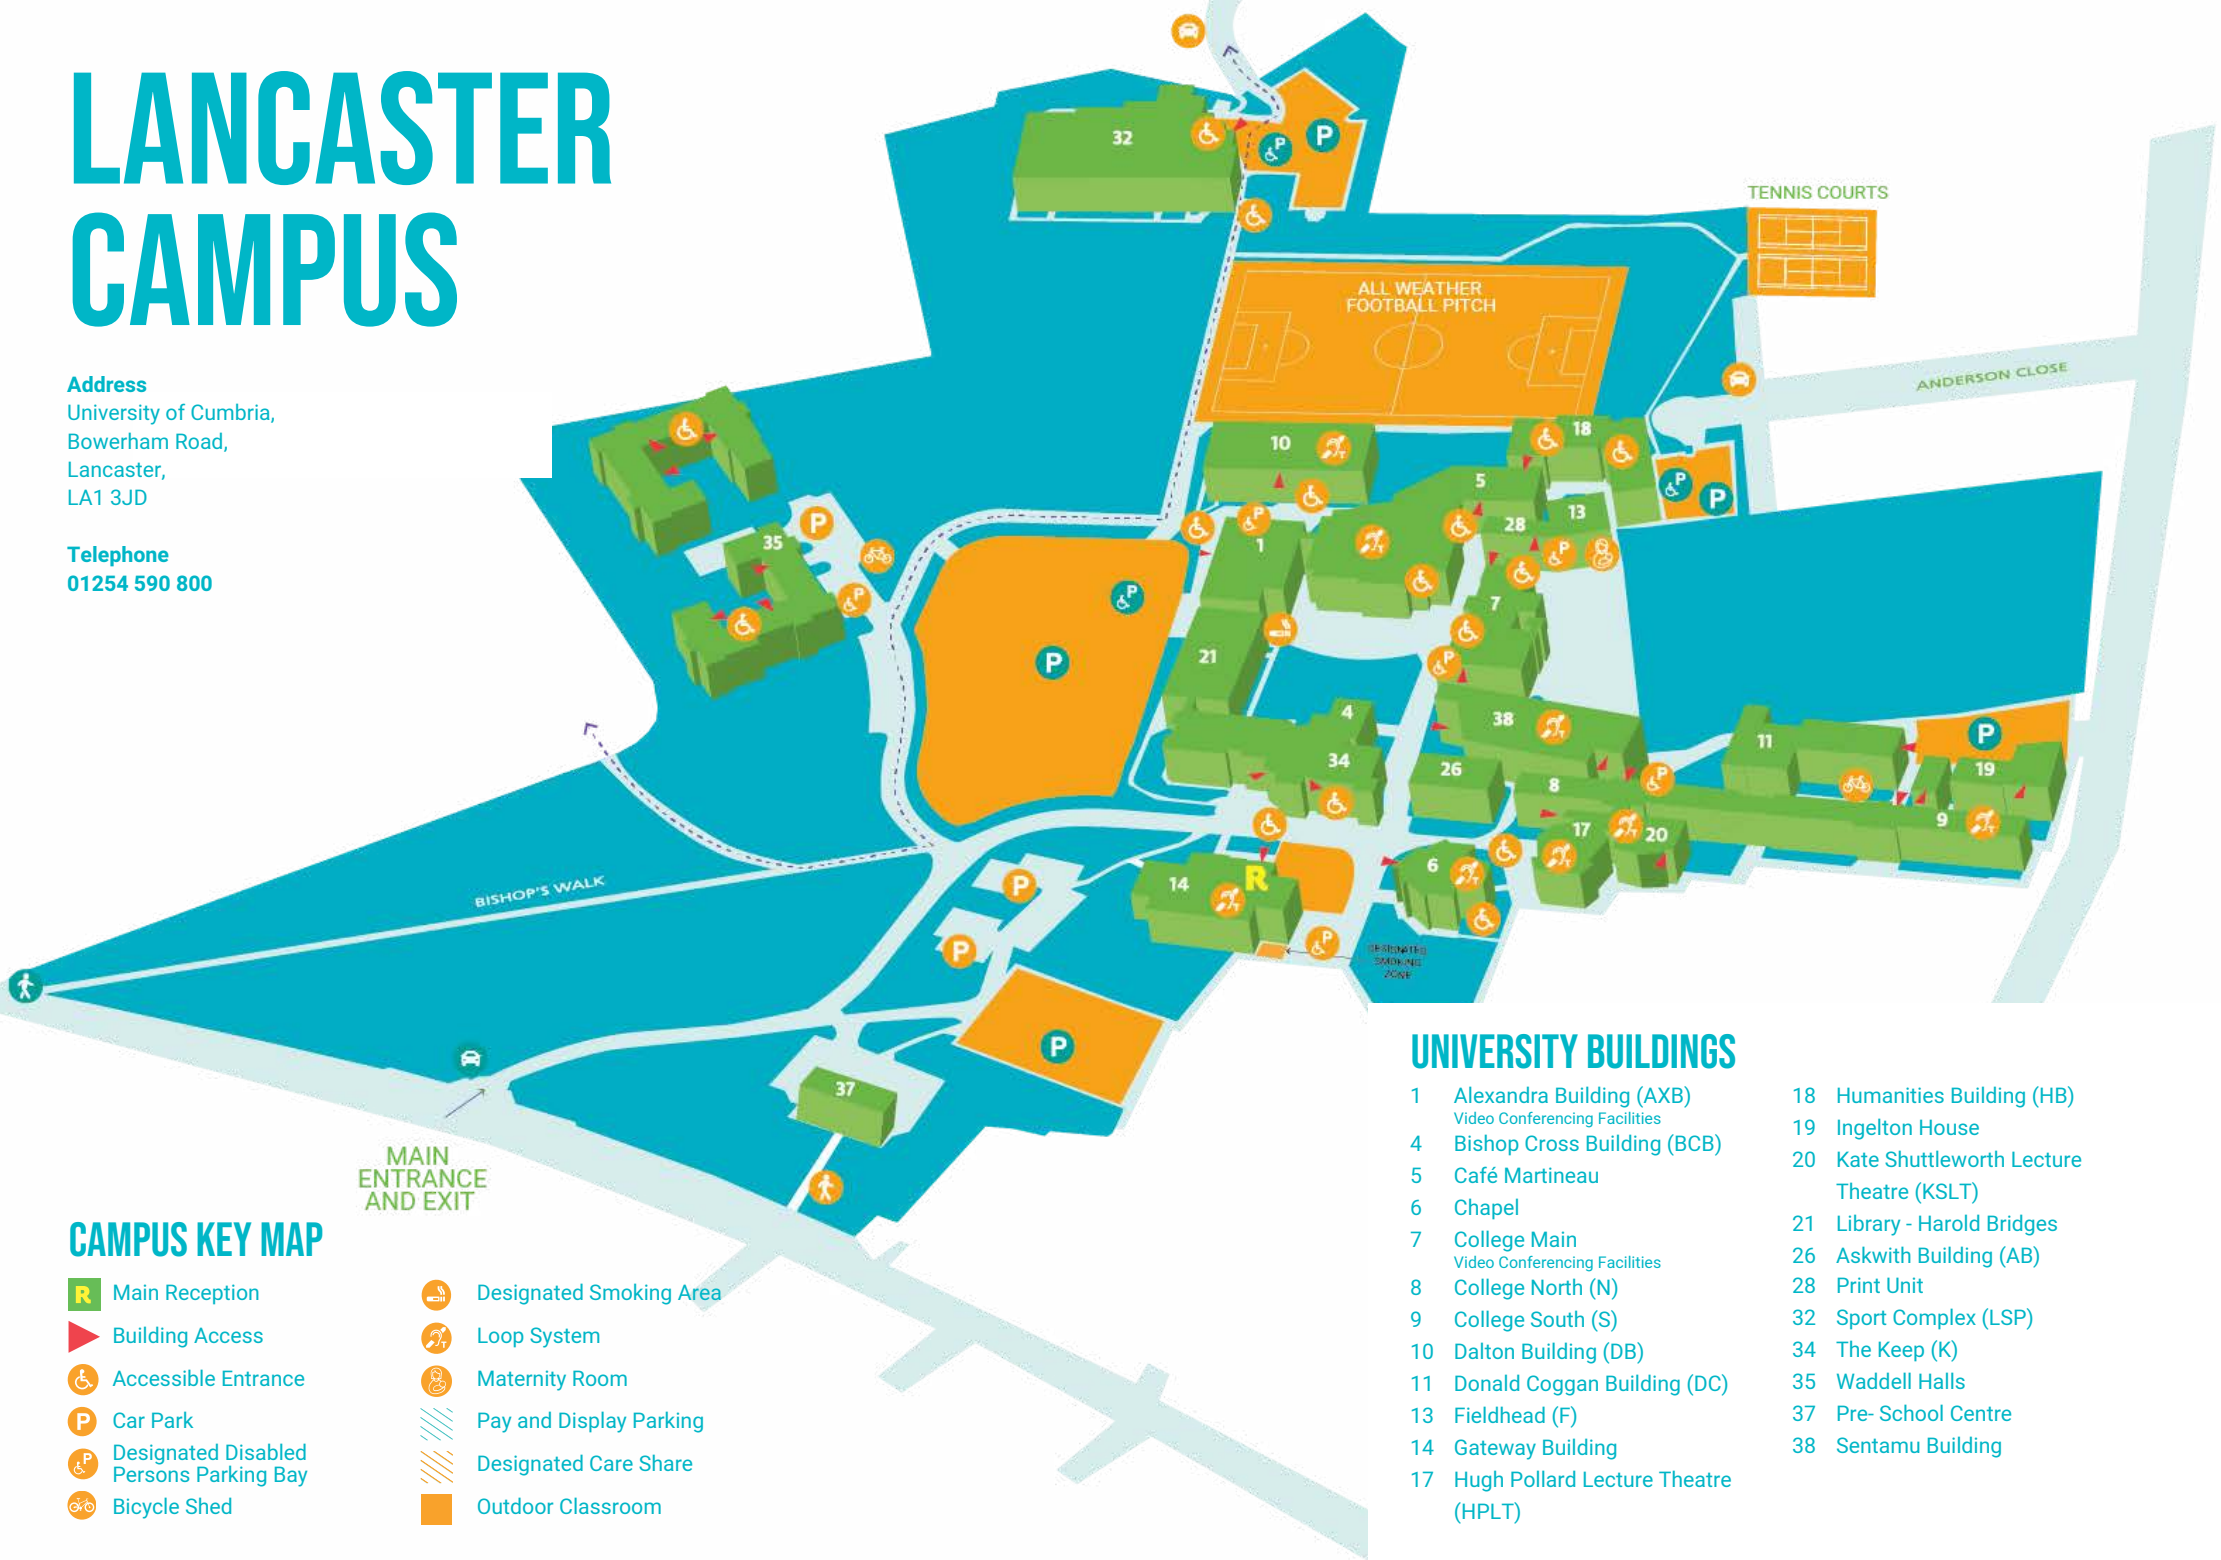 LANCASTER
CAMPUS
Address
University of Cumbria,
Bowerham Road,
Lancaster,
LA1 3JD
Telephone
01254 590 800
32
P
P
TENNIS COURTS
ALL WEATHER
FOOTBALL PITCH
ANDERSON CLOSE
10
T
18
5
P
P
13
28
P
35
P
P
1
T
P
P
7
P
P
21
P
4
38
T
34
26
8
P
11
P
19
9
T
17
T
20
T
6
T
14
R
T
P
DESIGNATED
SMOKING
ZONE
BISHOP'S WALK
P
P
P
37
MAIN
ENTRANCE
AND EXIT
CAMPUS KEY MAP
R Main Reception
Building Access
Accessible Entrance
P Car Park
P Designated Disabled
Persons Parking Bay
Bicycle Shed
Designated Smoking Area
T Loop System
Maternity Room
Pay and Display Parking
Designated Care Share
Outdoor Classroom
UNIVERSITY BUILDINGS
1 Alexandra Building (AXB)
Video Conferencing Facilities
4 Bishop Cross Building (BCB)
5 Café Martineau
6 Chapel
7 College Main
Video Conferencing Facilities
8 College North (N)
9 College South (S)
10 Dalton Building (DB)
11 Donald Coggan Building (DC)
13 Fieldhead (F)
14 Gateway Building
17 Hugh Pollard Lecture Theatre
(HPLT)
18 Humanities Building (HB)
19 Ingelton House
20 Kate Shuttleworth Lecture
Theatre (KSLT)
21 Library - Harold Bridges
26 Askwith Building (AB)
28 Print Unit
32 Sport Complex (LSP)
34 The Keep (K)
35 Waddell Halls
37 Pre- School Centre
38 Sentamu Building